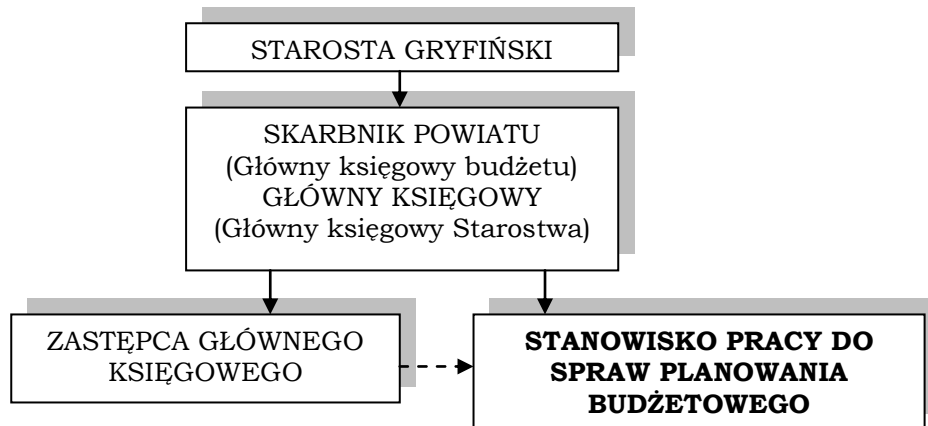 STAROSTA GRYFIŃSKI
SKARBNIK POWIATU
(Główny księgowy budżetu)
GŁÓWNY KSIĘGOWY
(Główny księgowy Starostwa)
ZASTĘPCA GŁÓWNEGO
KSIĘGOWEGO
STANOWISKO PRACY DO
SPRAW PLANOWANIA
BUDŻETOWEGO